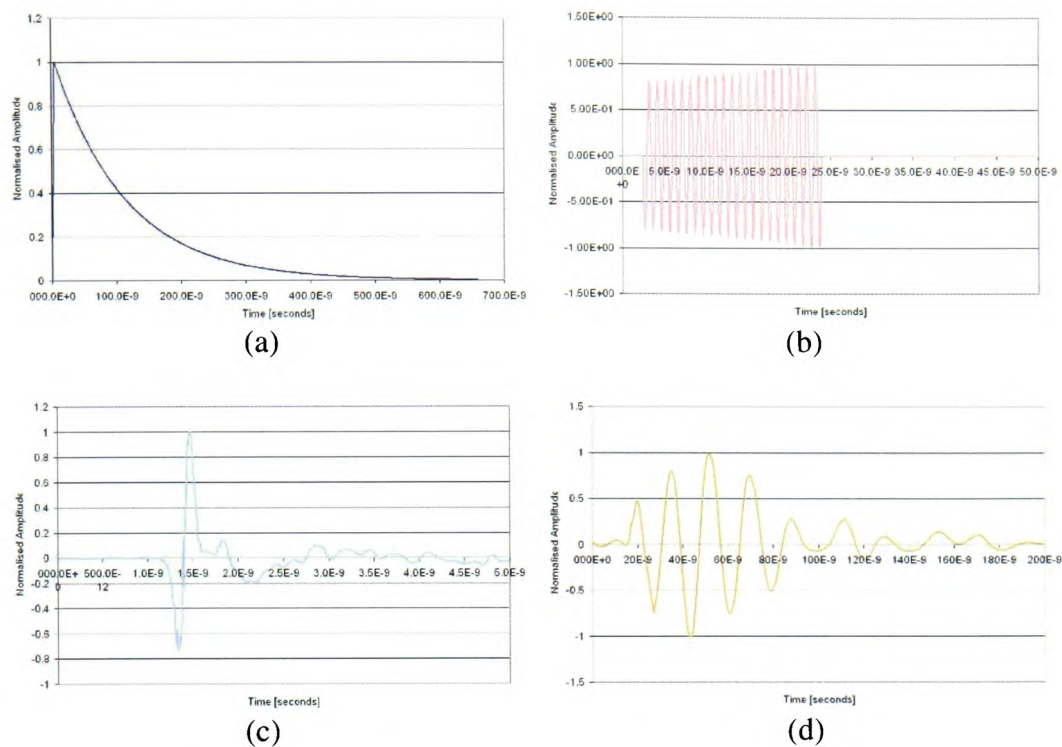 1.2
1
0.8
0.6
0.4
0.2
0
Normalised Amplitude
000.0E+0 100.0E-9 200.0E-9 300.0E-9 400.0E-9 500.0E-9 600.0E-9 700.0E-9
Time [seconds]
(a)
1.50E+00
1.00E+00
5.00E-01
0.00E+00
-5.00E-01
-1.00E+00
-1.50E+00
Normalised Amplitude
000.0E+0 5.0E-9 10.0E-9 15.0E-9 20.0E-9 25.0E-9 30.0E-9 35.0E-9 40.0E-9 45.0E-9 50.0E-9
Time [seconds]
(b)
1.2
1
0.8
0.6
0.4
0.2
0
-0.2
-0.4
-0.6
-0.8
-1
Normalised Amplitude
000.0E+0 500.0E-12 1.0E-9 1.5E-9 2.0E-9 2.5E-9 3.0E-9 3.5E-9 4.0E-9 4.5E-9 5.0E-9
Time [seconds]
(c)
1.5
1
0.5
0
-0.5
-1
-1.5
Normalised Amplitude
000E+0 20E-9 40E-9 60E-9 80E-9 100E-9 120E-9 140E-9 160E-9 180E-9 200E-9
Time [seconds]
(d)